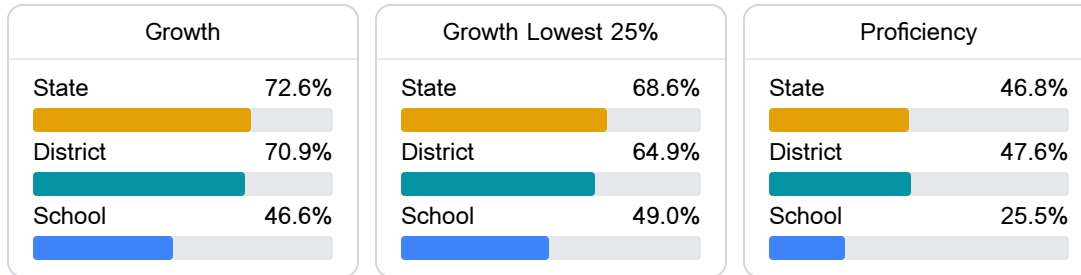 Growth
State 72.6%
District 70.9%
School 46.6%
Growth Lowest 25%
State 68.6%
District 64.9%
School 49.0%
Proficiency
State 46.8%
District 47.6%
School 25.5%